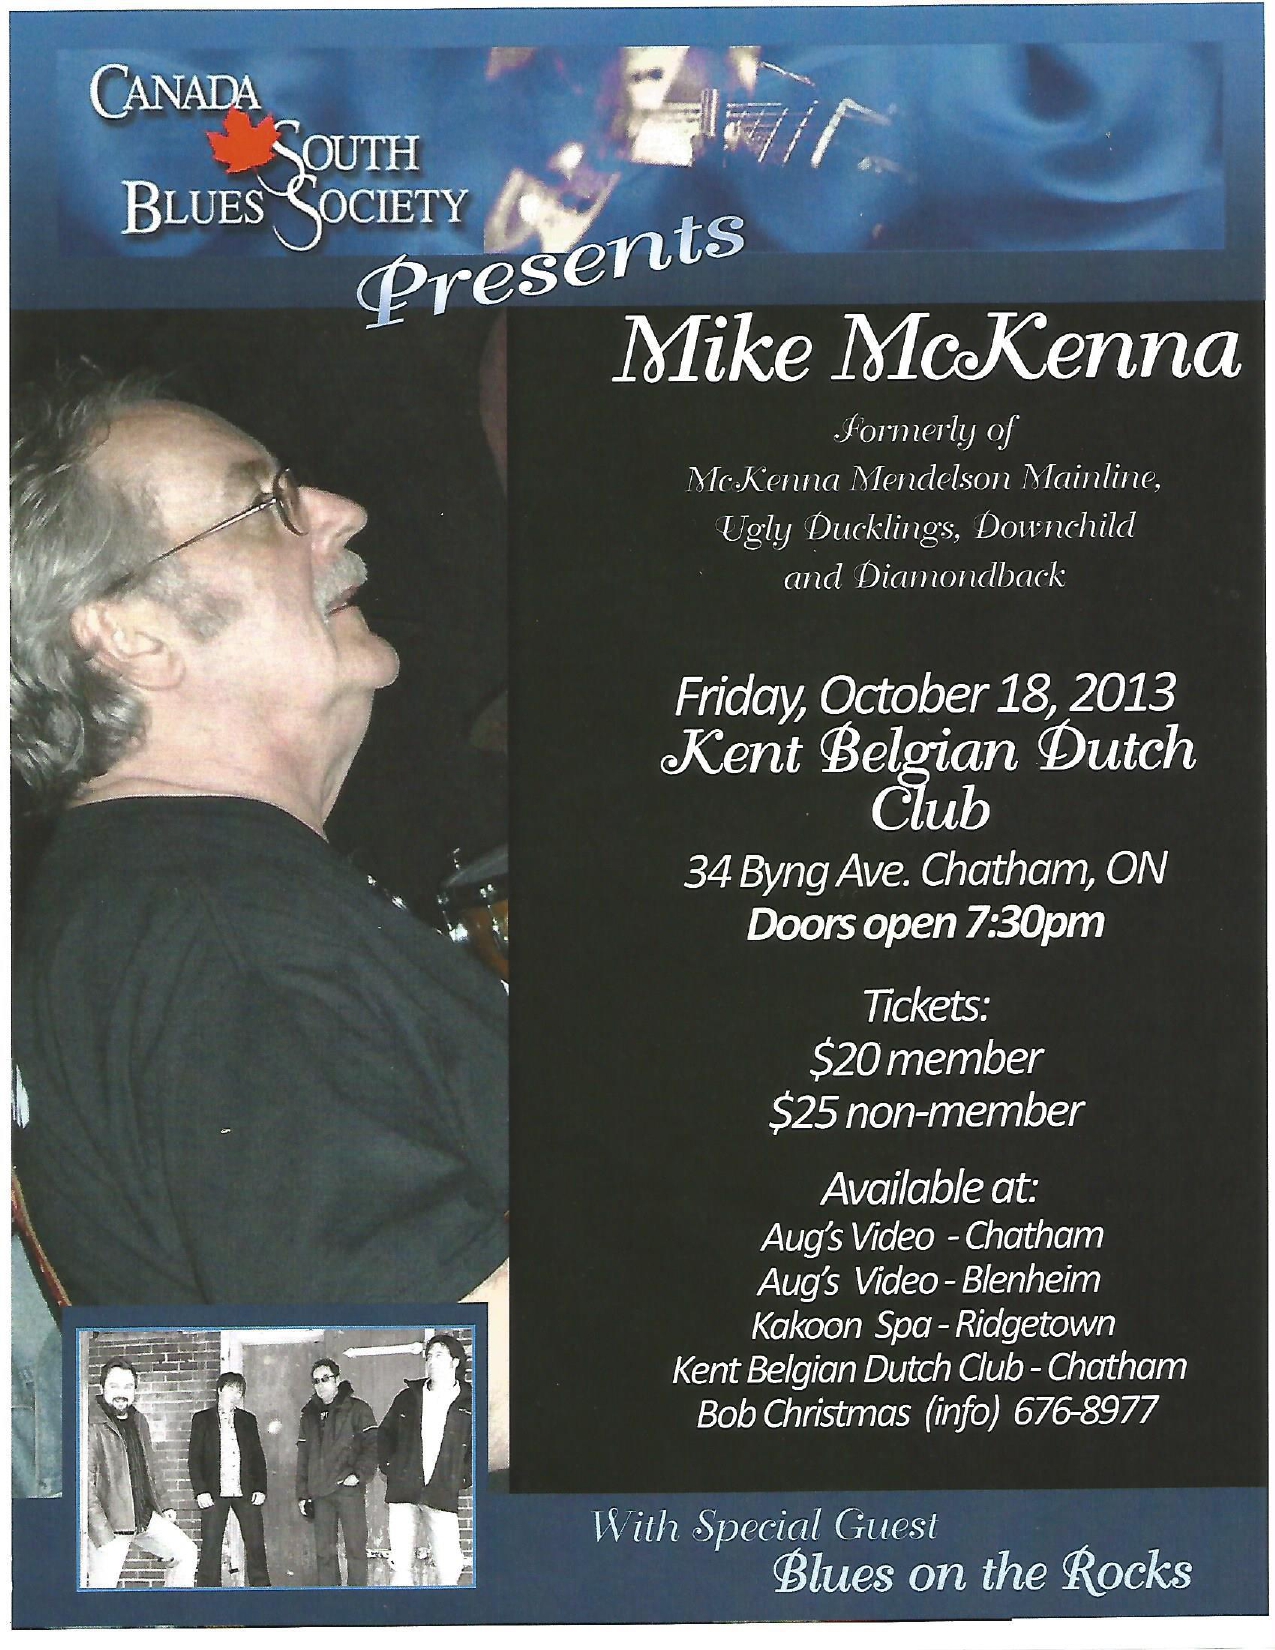 CANADA
SOUTH
BLUES SOCIETY
Presents
Mike McKenna
Formerly of
McKenna Mendelson Mainline,
Ugly Ducklings, Downchild
and Diamondback
Friday, October 18, 2013
Kent Belgian Dutch
Club
34 Byng Ave. Chatham, ON
Doors open 7:30pm
Tickets:
$20 member
$25 non-member
Available at:
Aug's Video - Chatham
Aug's Video - Blenheim
Kakoon Spa - Ridgetown
Kent Belgian Dutch Club - Chatham
Bob Christmas (info) 676-8977
With Special Guest
Blues on the Rocks